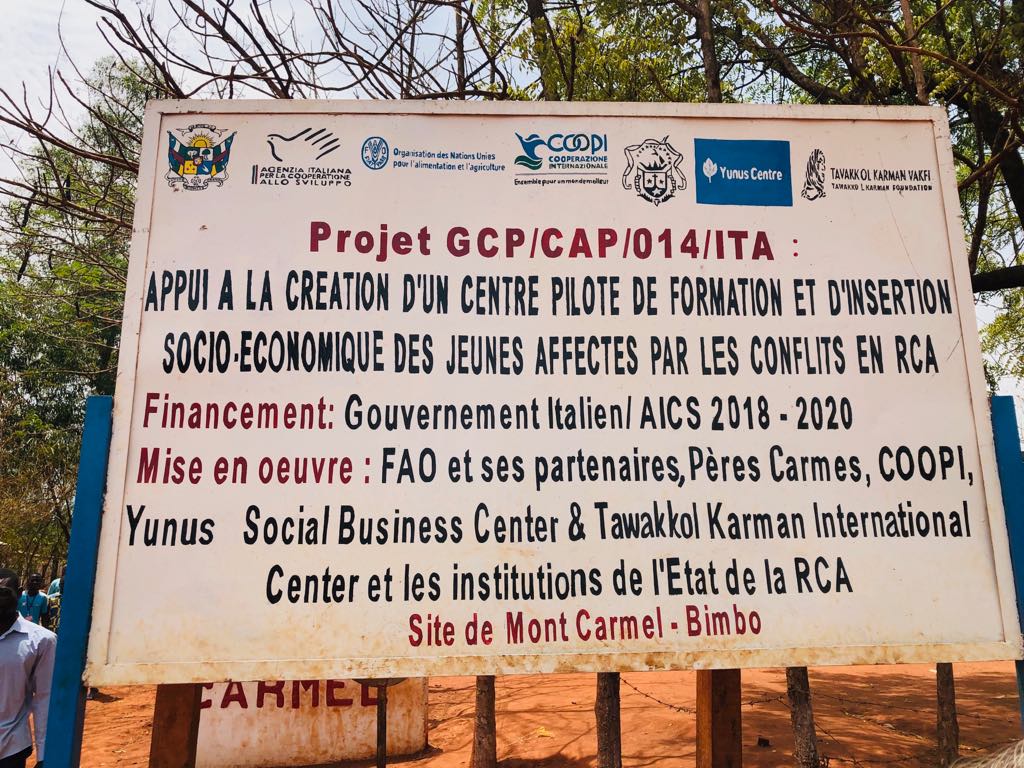 AGENZIA ITALIANA
PER LA COOPERAZIONE
ALLO SVILUPPO
Organisation des Nations Unies
pour l'alimentation et l'agriculture
COOPI
COOPERAZIONE
INTERNAZIONALE
Ensemble pour un monde meilleur
Yunus Centre
TAVAKKOL KARMAN VAKFI
TAWAKKOL KARMAN FOUNDATION
Projet GCP/CAP/014/ITA :
APPUI A LA CREATION D'UN CENTRE PILOTE DE FORMATION ET D'INSERTION
SOCIO-ECONOMIQUE DES JEUNES AFFECTES PAR LES CONFLITS EN RCA
Financement: Gouvernement Italien/ AICS 2018 - 2020
Mise en oeuvre : FAO et ses partenaires, Pères Carmes, COOPI,
Yunus Social Business Center & Tawakkol Karman International
Center et les institutions de l'Etat de la RCA
Site de Mont Carmel - Bimbo
CARMEL